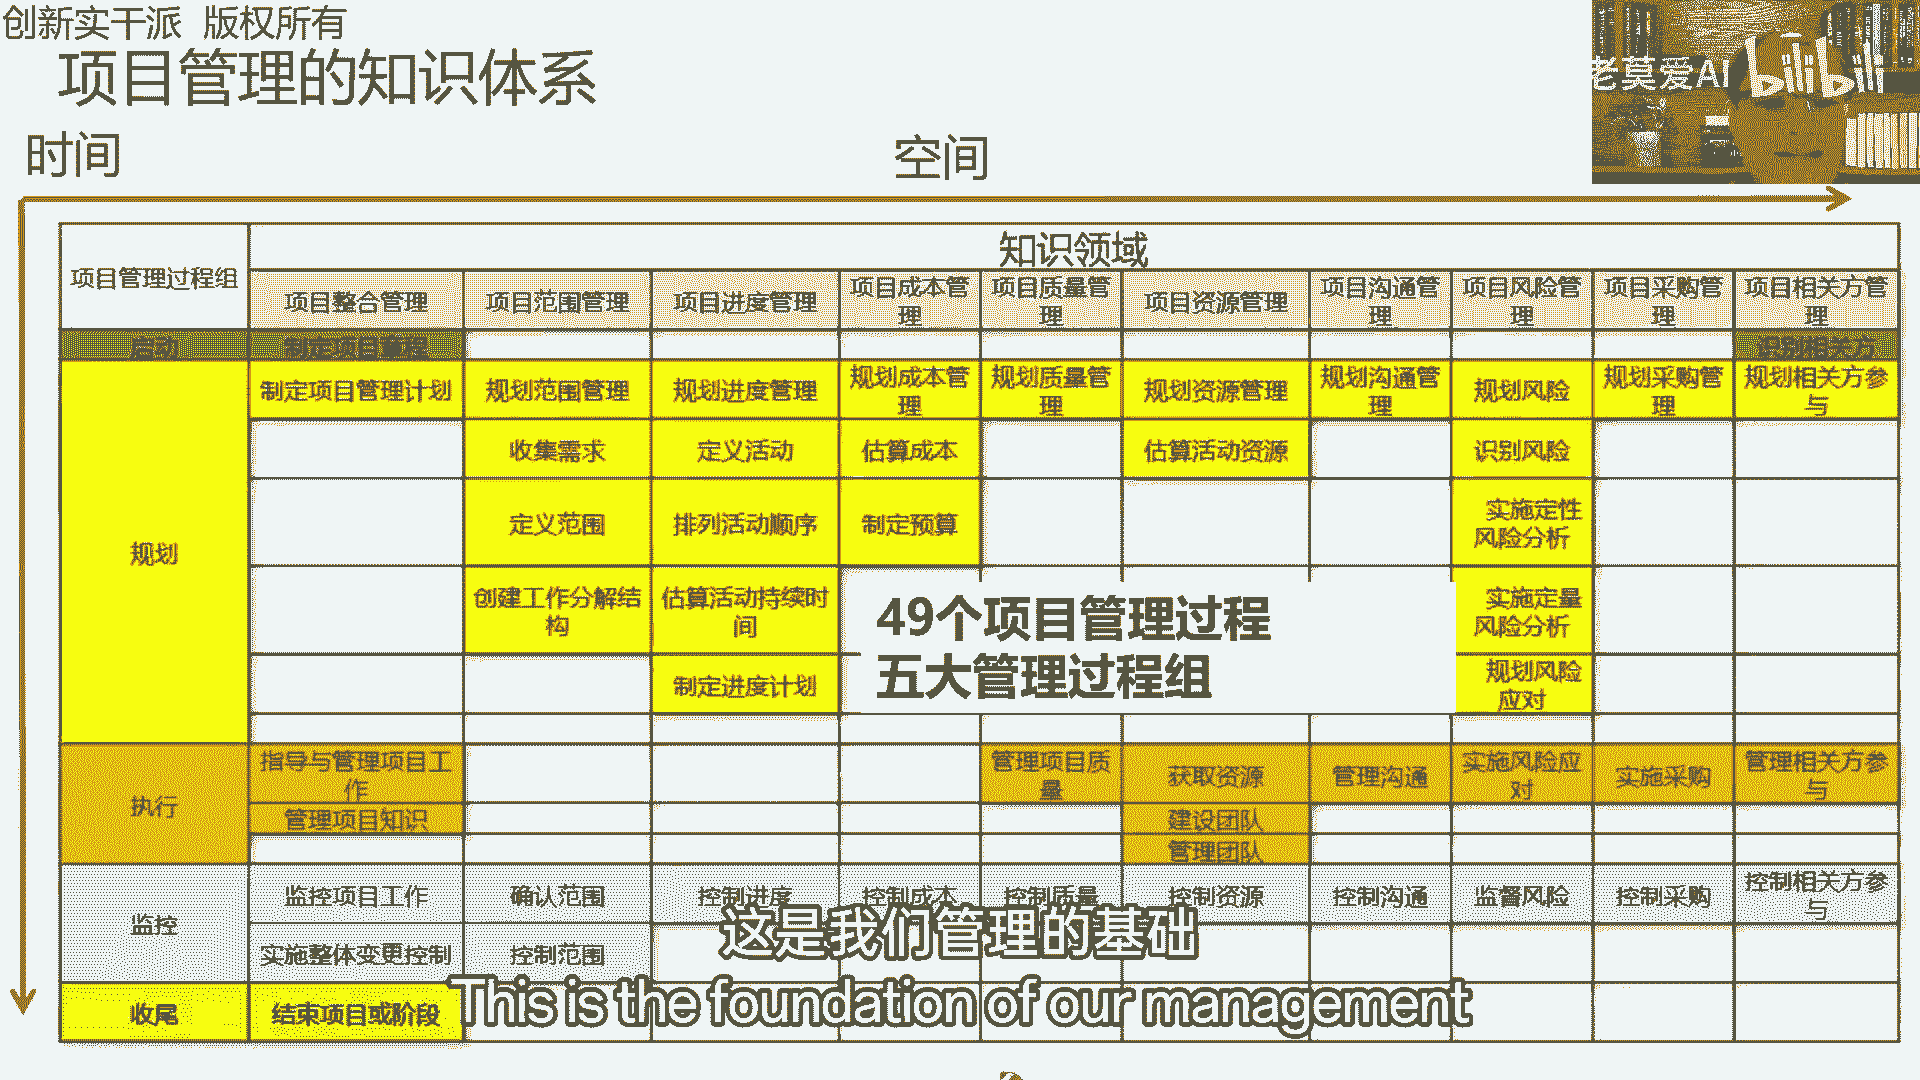 创新实干派 版权所有
项目管理的知识体系
老莫爱AI
bilibili
时间
空间
项目管理过程组
知识领域
项目整合管理
项目范围管理
项目进度管理
项目成本管
理
项目质量管
理
项目资源管理
项目沟通管
理
项目风险管
理
项目采购管
理
项目相关方管
理
启动
制定项目章程
识别相关方
规划
制定项目管理计划
规划范围管理
规划进度管理
规划成本管
理
规划质量管
理
规划资源管理
规划沟通管
理
规划风险
规划采购管
理
规划相关方参
与
收集需求
定义活动
估算成本
估算活动资源
识别风险
定义范围
排列活动顺序
制定预算
实施定性
风险分析
创建工作分解结
构
估算活动持续时
间
实施定量
风险分析
49个项目管理过程
五大管理过程组
制定进度计划
规划风险
应对
执行
指导与管理项目工
作
管理项目质
量
获取资源
管理沟通
实施风险应
对
实施采购
管理相关方参
与
管理项目知识
建设团队
管理团队
监控
监控项目工作
确认范围
控制进度
控制成本
控制质量
控制资源
控制沟通
监督风险
控制采购
控制相关方参
与
实施整体变更控制
控制范围
收尾
结束项目或阶段
这是我们管理的基础
This is the foundation of our management